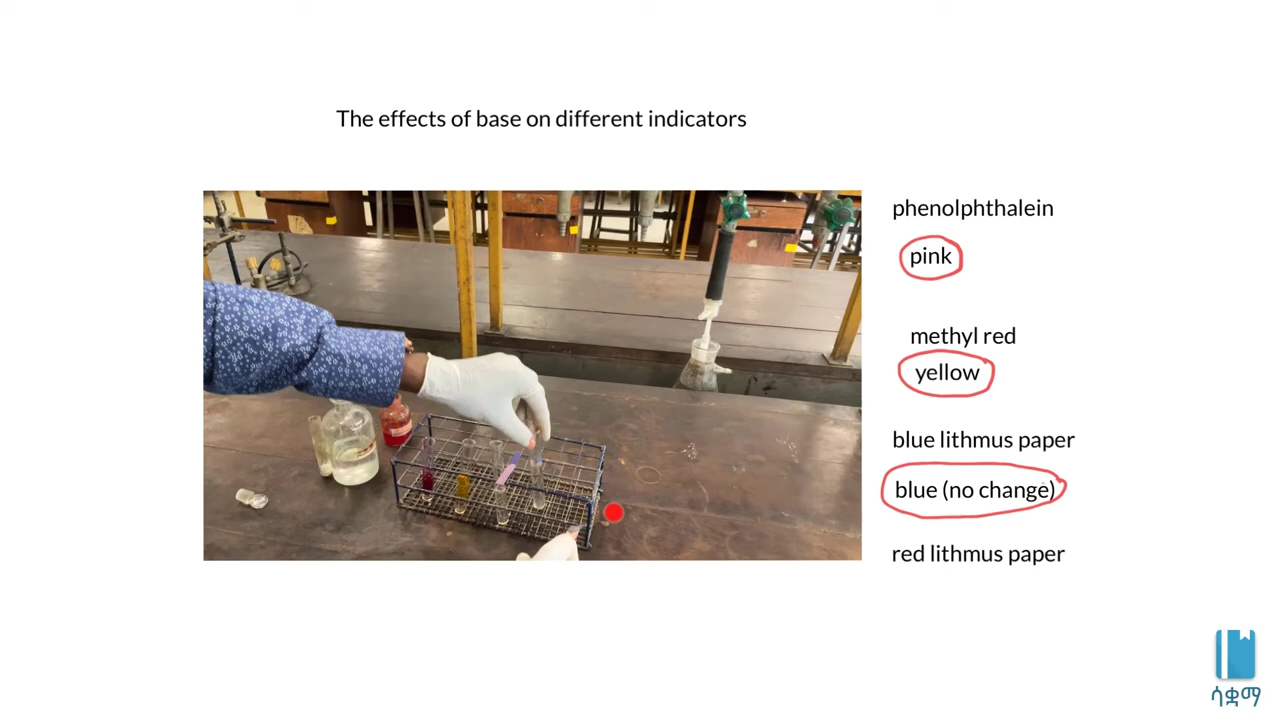 The effects of base on different indicators
phenolphthalein
pink
methyl red
yellow
blue lithmus paper
blue (no change)
red lithmus paper
ሳቋማ